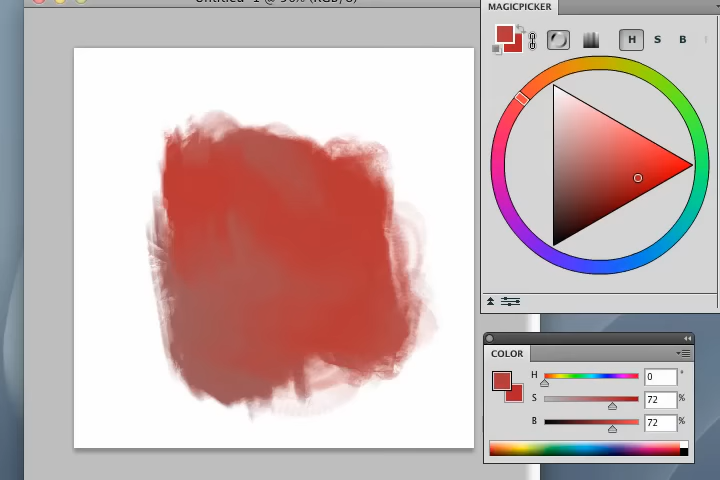 Untitled-1 @ 50% (RGB/8)
MAGICPICKER
H S B
COLOR
H 0 °
S 72 %
B 72 %